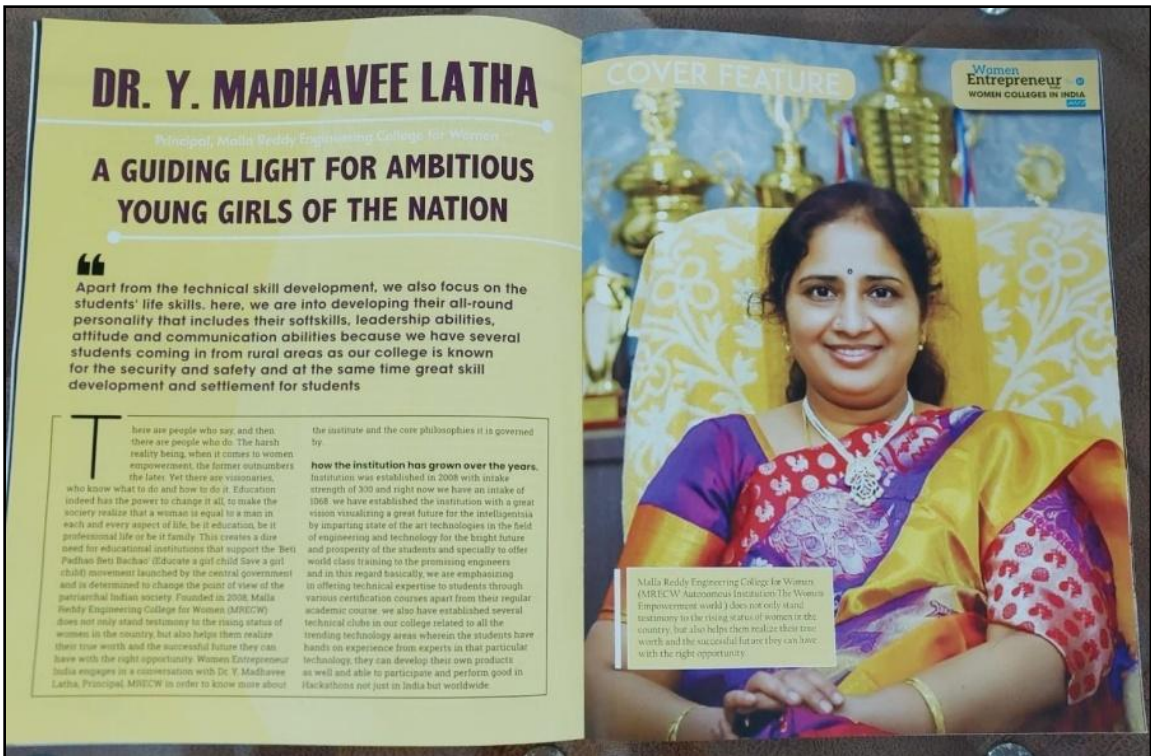 DR. Y. MADHAVEE LATHA
Principal, Malla Reddy Engineering College for Women
A GUIDING LIGHT FOR AMBITIOUS
YOUNG GIRLS OF THE NATION
“
Apart from the technical skill development, we also focus on the
students' life skills. here, we are into developing their all-round
personality that includes their softskills, leadership abilities,
attitude and communication abilities because we have several
students coming in from rural areas as our college is known
for the security and safety and at the same time great skill
development and settlement for students
There are people who say, and then
there are people who do. The harsh
reality being, when it comes to women
empowerment, the former outnumbers
the later. Yet there are visionaries,
who know what to do and how to do it. Education
indeed has the power to change it all, to make the
society realize that a woman is equal to a man in
each and every aspect of life, be it education, be it
professional life or be it family. This creates a dire
need for educational institutions that support the 'Beti
Padhao Beti Bachao' (Educate a girl child Save a girl
child) movement launched by the central government
and is determined to change the point of view of the
patriarchal Indian society. Founded in 2008, Malla
Reddy Engineering College for Women (MRECW)
does not only stand testimony to the rising status of
women in the country, but also helps them realize
their true worth and the successful future they can
have with the right opportunity. Women Entrepreneur
India engages in a conversation with Dr. Y. Madhavee
Latha, Principal, MRECW in order to know more about
the institute and the core philosophies it is governed
by.
how the institution has grown over the years.
Institution was established in 2008 with intake
strength of 300 and right now we have an intake of
1068. we have established the institution with a great
vision visualizing a great future for the intelligentsia
by imparting state of the art technologies in the field
of engineering and technology for the bright future
and prosperity of the students and specially to offer
world class training to the promising engineers
and in this regard basically, we are emphasizing
in offering technical expertise to students through
various certification courses apart from their regular
academic course. we also have established several
technical clubs in our college related to all the
trending technology areas wherein the students have
hands on experience from experts in that particular
technology, they can develop their own products
as well and able to participate and perform good in
Hackathons not just in India but worldwide
COVER FEATURE
Women
Entrepreneur
India
WOMEN COLLEGES IN INDIA
Malla Reddy Engineering College for Women
(MRECW Autonomous Institution-The Women
Empowerment world ) does not only stand
testimony to the rising status of women in the
country, but also helps them realize their true
worth and the successful future they can have
with the right opportunity.